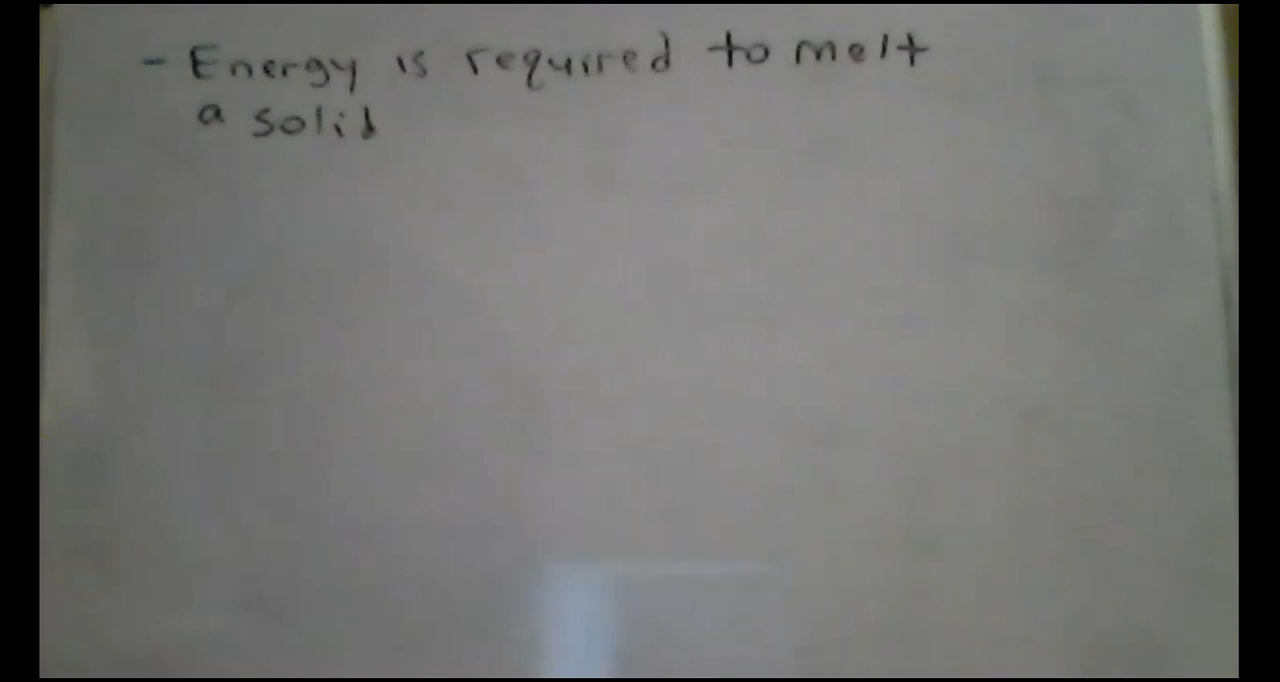 - Energy is required to melt
a solid